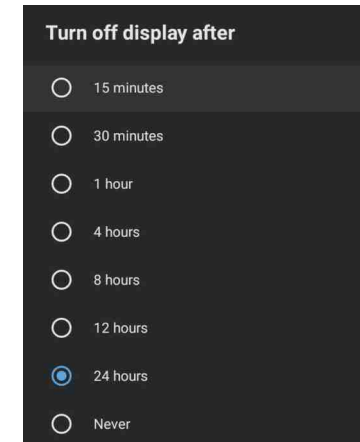 Turn off display after
15 minutes
30 minutes
1 hour
4 hours
8 hours
12 hours
24 hours
Never